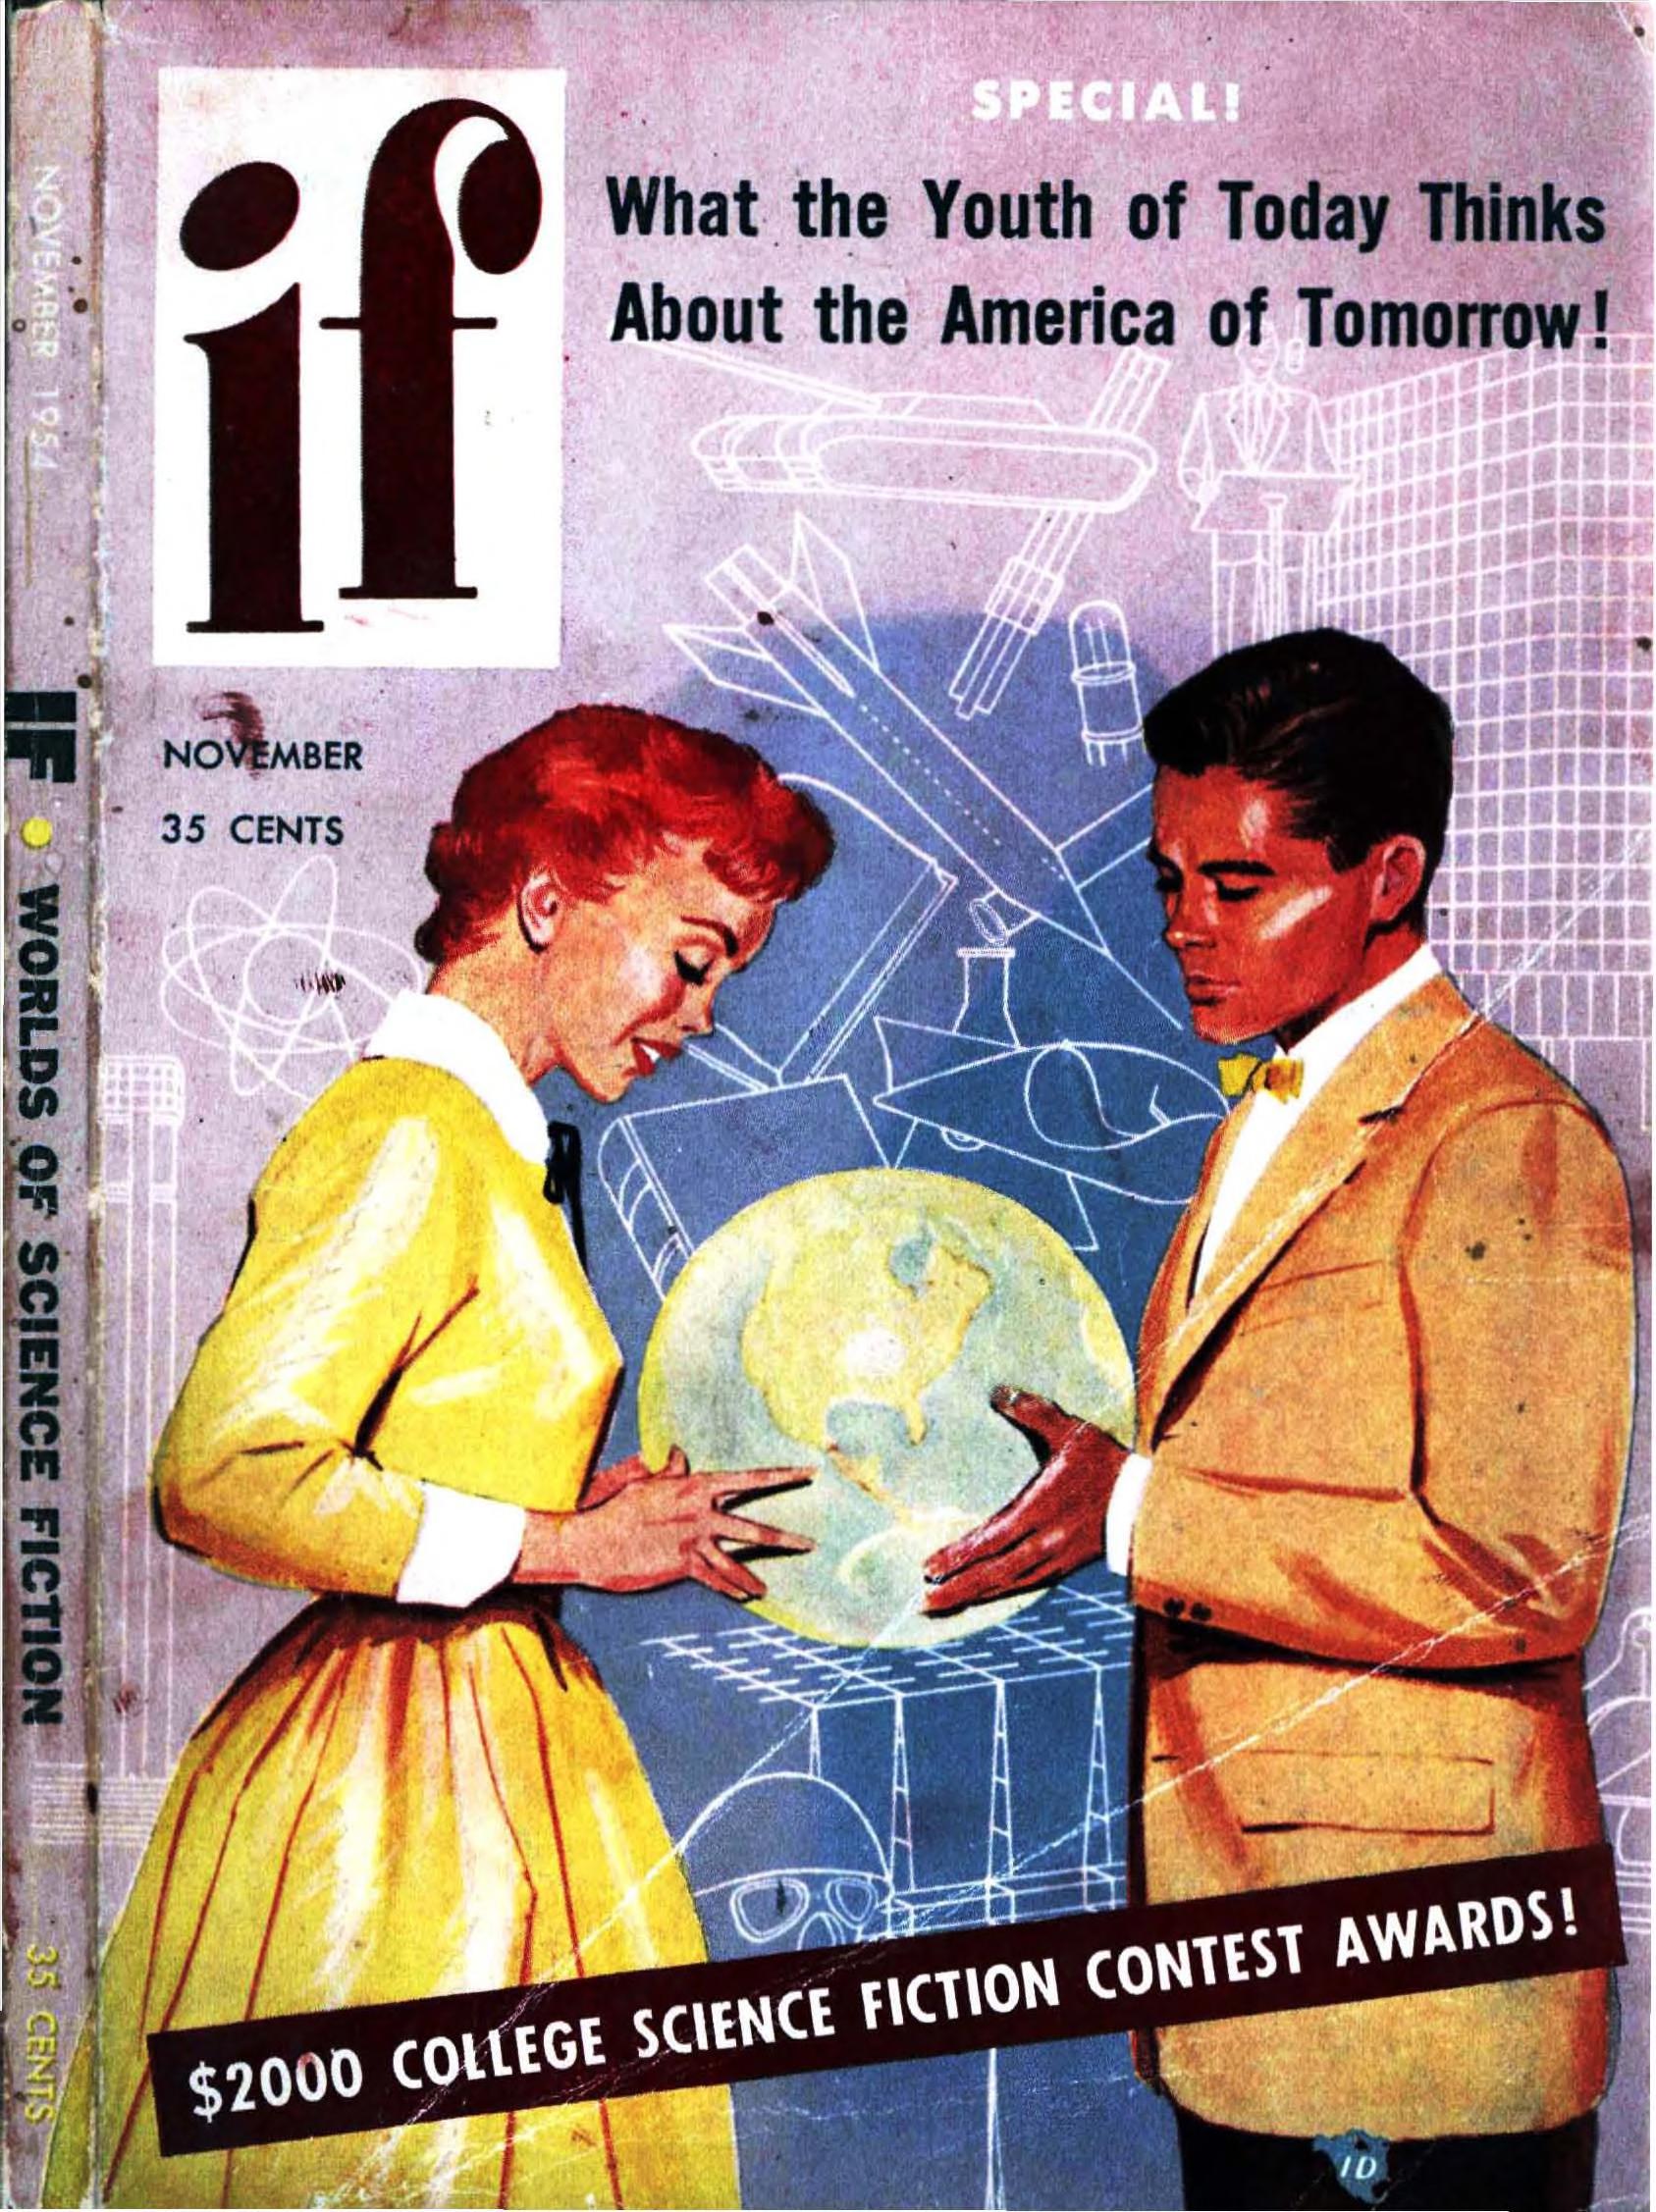 if
SPECIAL!
What the Youth of Today Thinks
About the America of Tomorrow!
NOVEMBER
35 CENTS
$2000 COLLEGE SCIENCE FICTION CONTEST AWARDS!
ID
NOVEMBER 1954
IF • WORLDS OF SCIENCE FICTION
35 CENTS